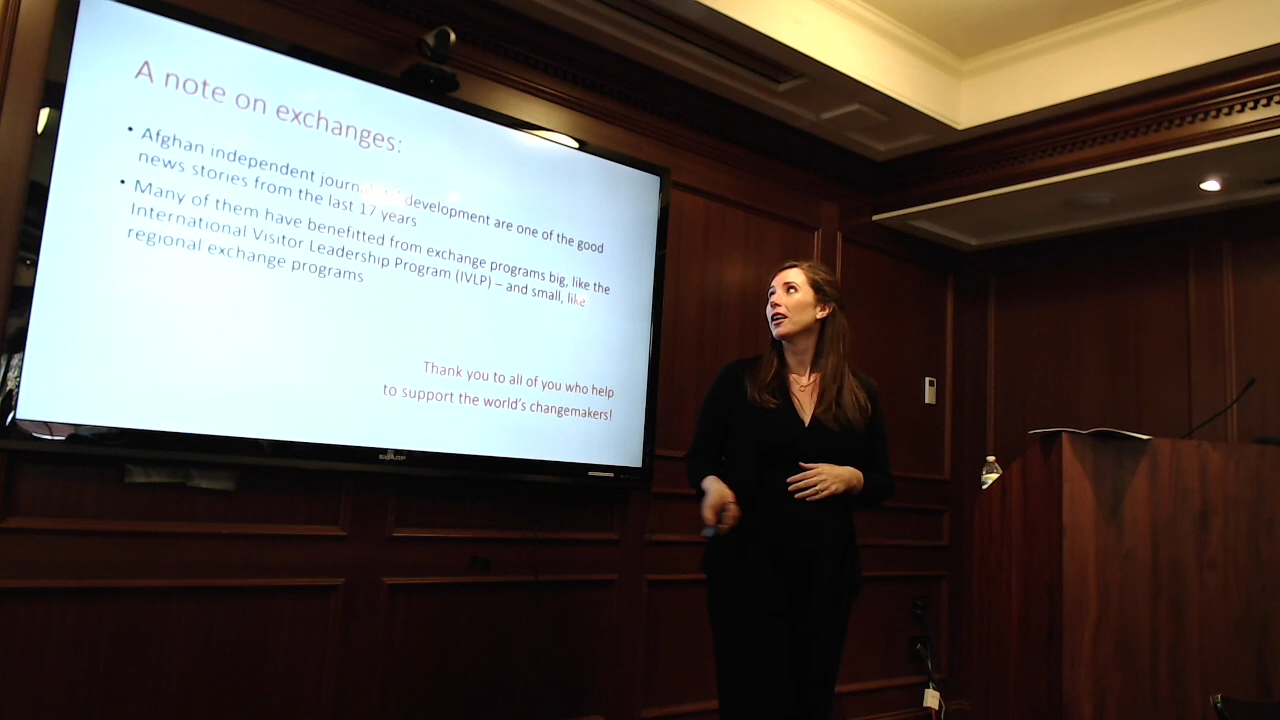 A note on exchanges:
• Afghan independent development are one of the good
news stories from the last 17 years
• Many of them have benefitted from exchange programs big, like the
International Visitor Leadership Program (IVLP) – and small, like
regional exchange programs
Thank you to all of you who help
to support the world's changemakers!
SHARP